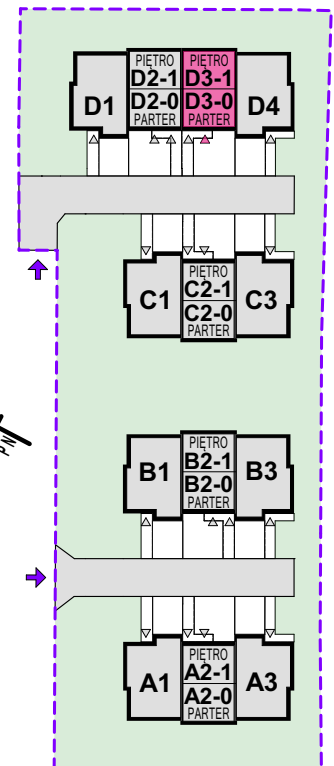 PIĘTRO PIĘTRO
D2-1 D3-1
D1 D2-0 D3-0 D4
PARTER PARTER
PIĘTRO
C2-1
C1 C3
C2-0
PARTER
PN
PIĘTRO
B2-1
B1 B3
B2-0
PARTER
PIĘTRO
A2-1
A1 A3
A2-0
PARTER